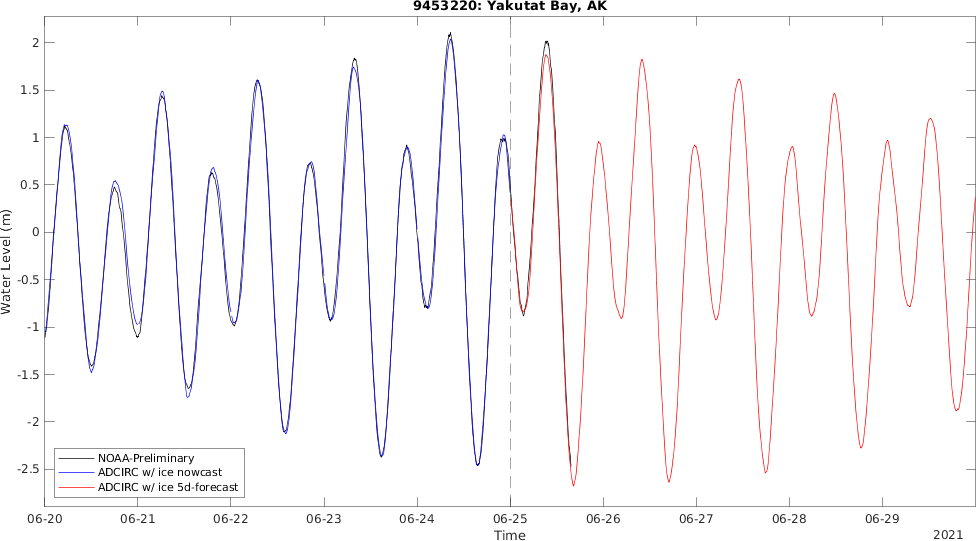 9453220: Yakutat Bay, AK
Water Level (m)
2
1.5
1
0.5
0
-0.5
-1
-1.5
-2
-2.5
NOAA-Preliminary
ADCIRC w/ ice nowcast
ADCIRC w/ ice 5d-forecast
06-20 06-21 06-22 06-23 06-24 06-25 06-26 06-27 06-28 06-29
Time
2021